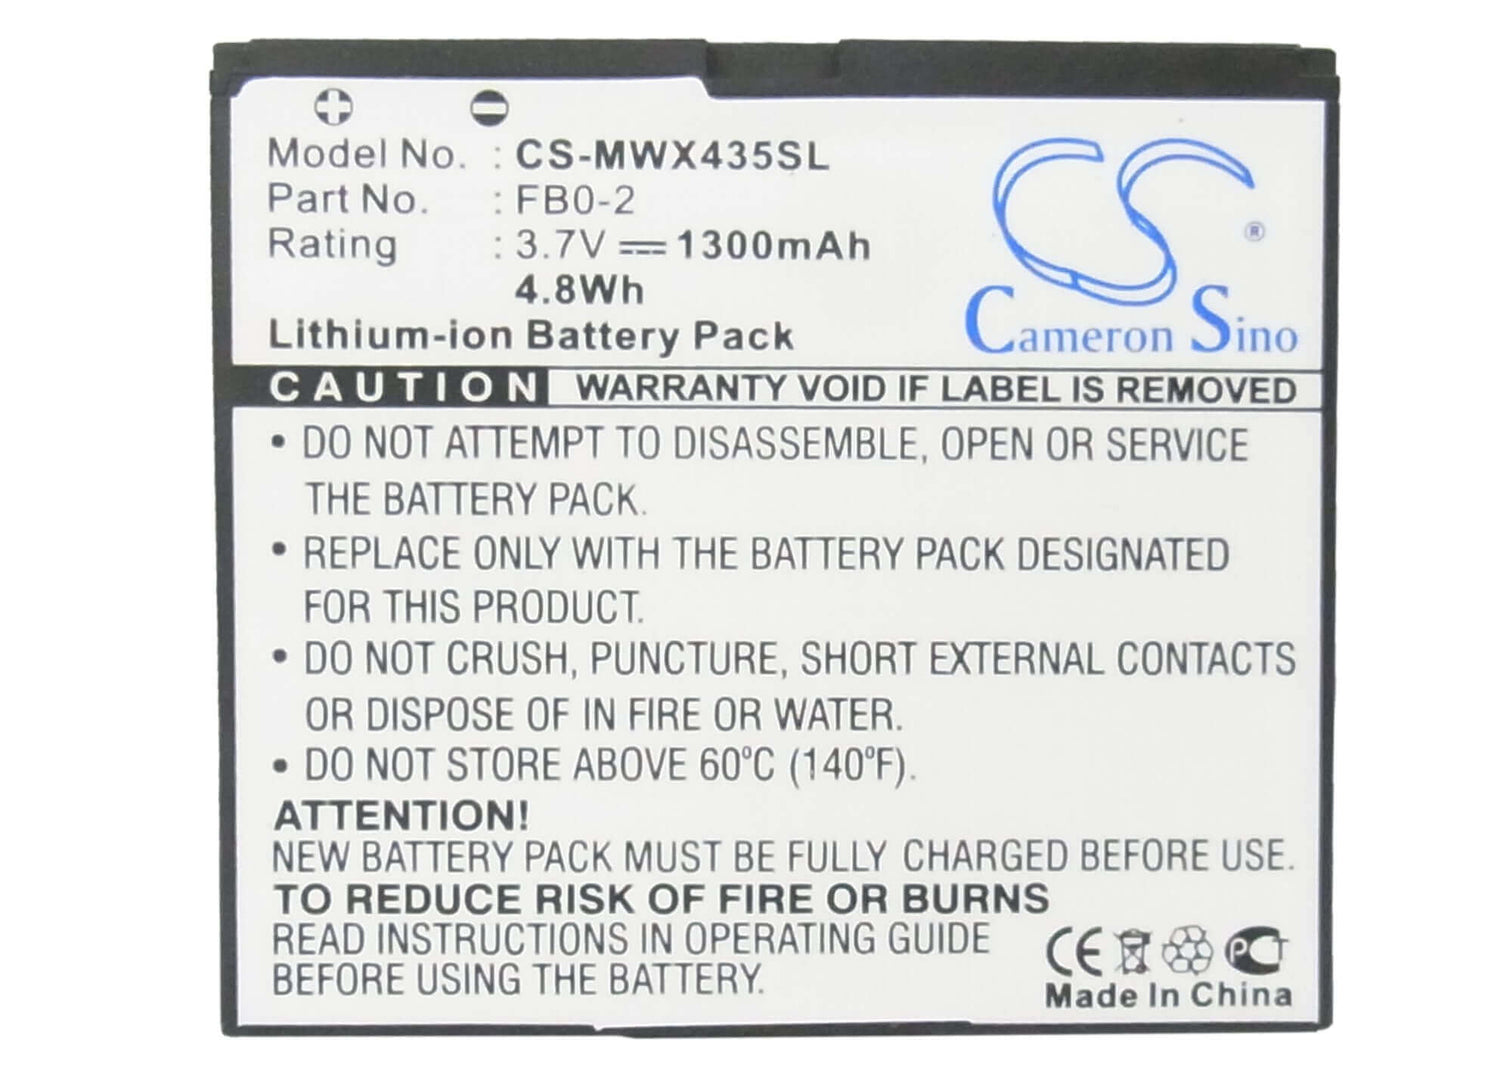 Model No. : CS-MWX435SL
Part No. : FB0-2
Rating : 3.7V 1300mAh
4.8Wh
Lithium-ion Battery Pack
CS ®
Cameron Sino
CAUTION WARRANTY VOID IF LABEL IS REMOVED
• DO NOT ATTEMPT TO DISASSEMBLE, OPEN OR SERVICE
THE BATTERY PACK.
• REPLACE ONLY WITH THE BATTERY PACK DESIGNATED
FOR THIS PRODUCT.
• DO NOT CRUSH, PUNCTURE, SHORT EXTERNAL CONTACTS
OR DISPOSE OF IN FIRE OR WATER.
• DO NOT STORE ABOVE 60ºC (140ºF).
ATTENTION!
NEW BATTERY PACK MUST BE FULLY CHARGED BEFORE USE.
TO REDUCE RISK OF FIRE OR BURNS
READ INSTRUCTIONS IN OPERATING GUIDE
BEFORE USING THE BATTERY.
CE PCT
Made In China